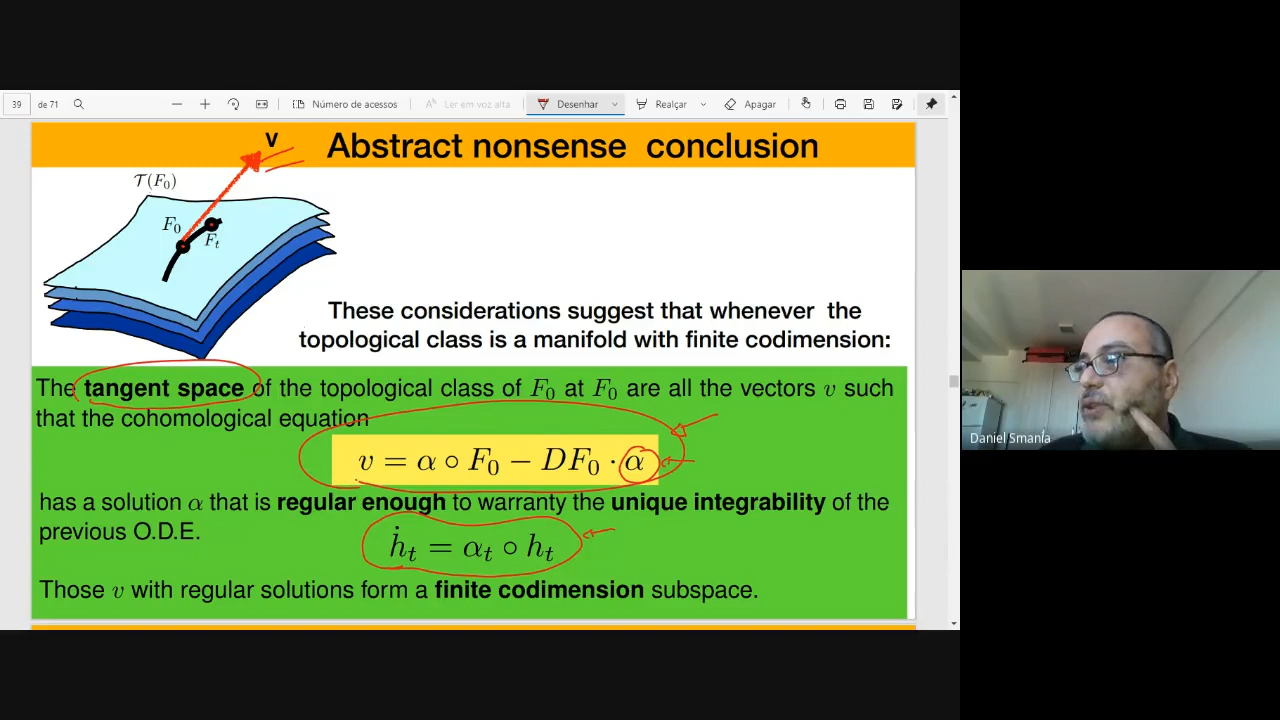 39 de 71 Número de acessos Ler em voz alta Desenhar Realçar Apagar
v Abstract nonsense conclusion
𝒯(F₀)
F₀
Fₜ
These considerations suggest that whenever the
topological class is a manifold with finite codimension:
The tangent space of the topological class of F₀ at F₀ are all the vectors v such
that the cohomological equation
v = α ∘ F₀ − DF₀ · α
has a solution α that is regular enough to warranty the unique integrability of the
previous O.D.E.
ḣₜ = αₜ ∘ hₜ
Those v with regular solutions form a finite codimension subspace.
Daniel Smania